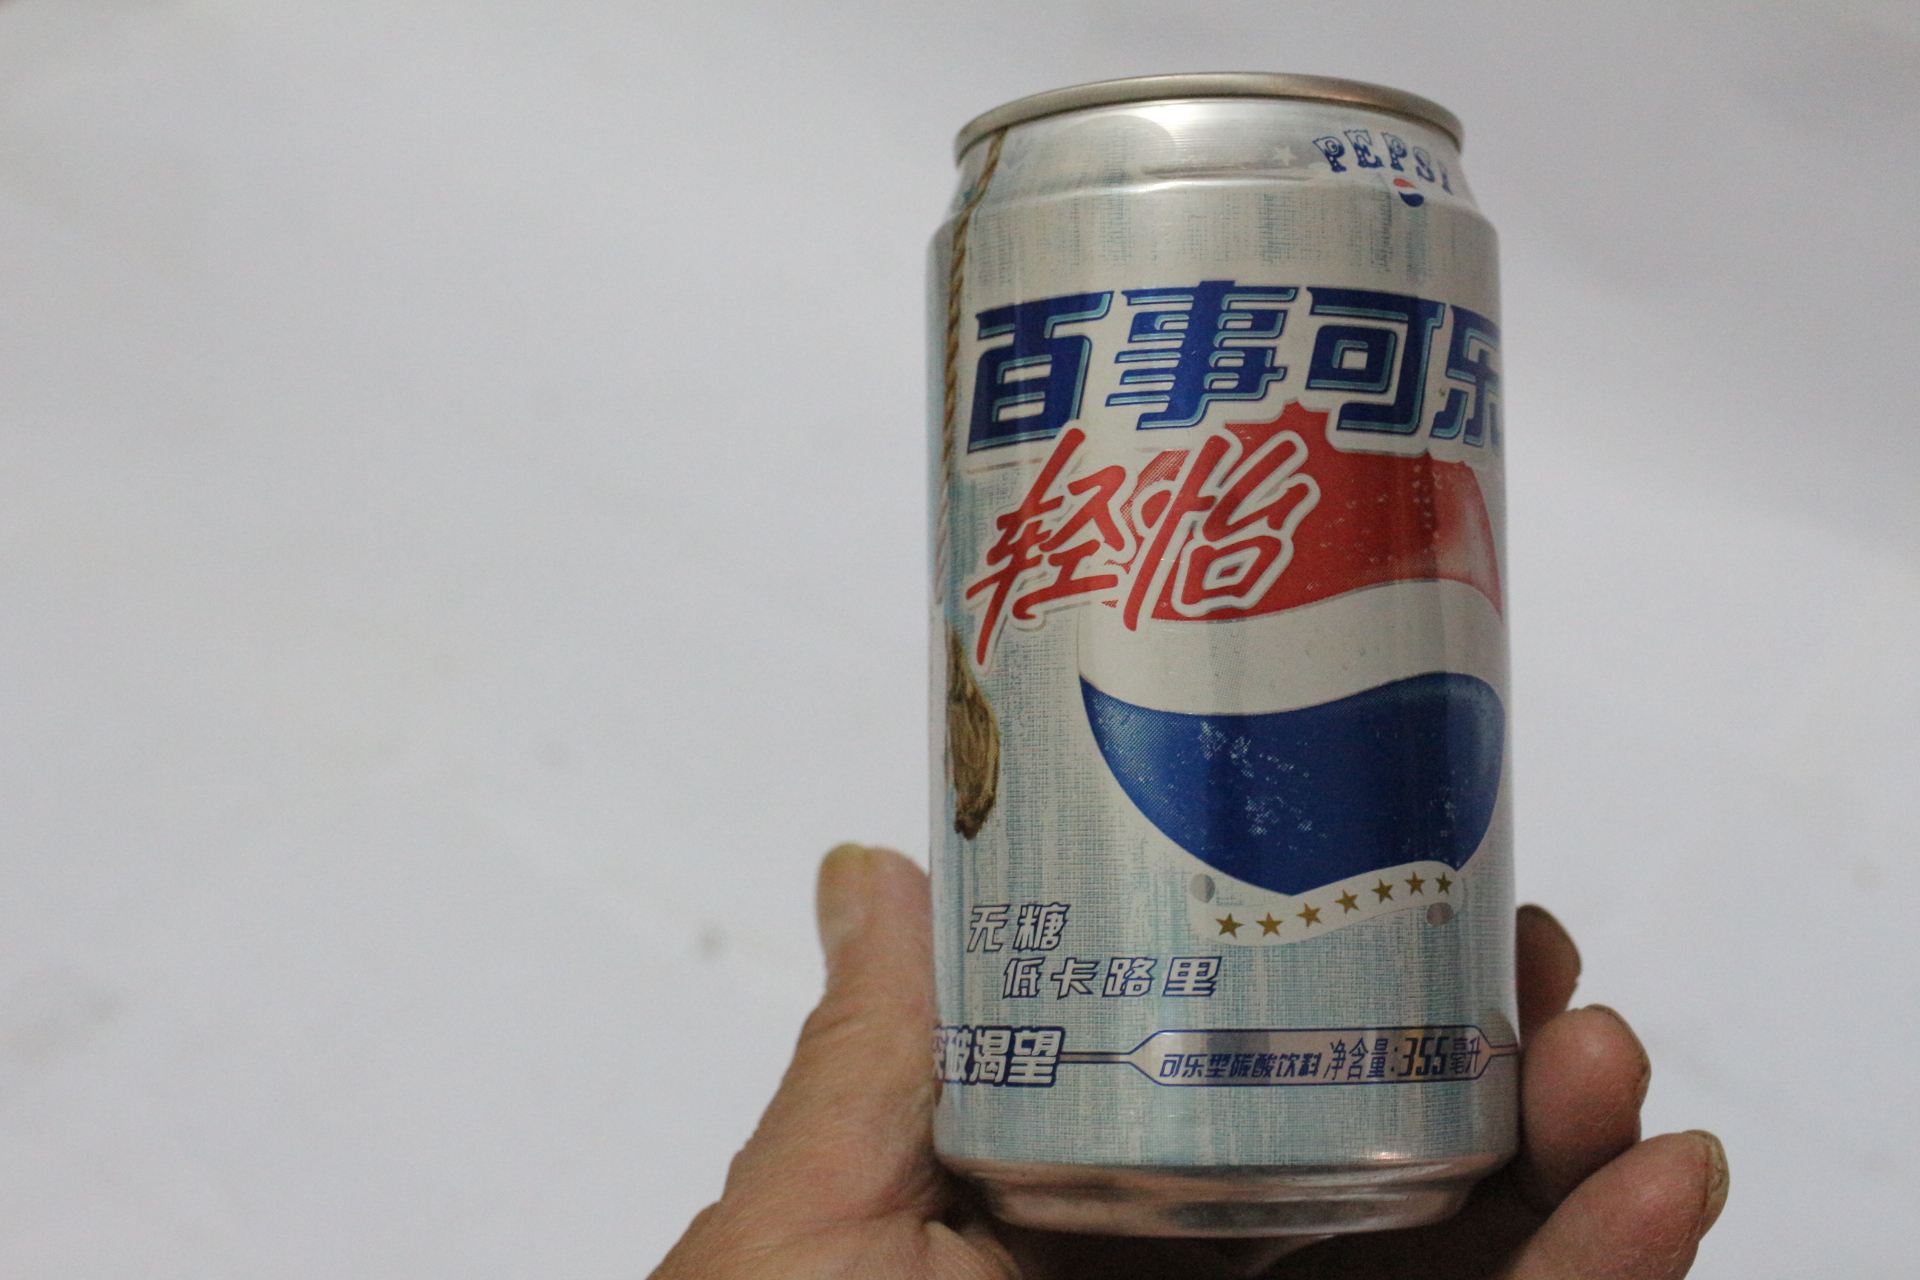 PEPSI
百事可乐
轻怡
无糖
低卡路里
突破渴望
可乐型碳酸饮料 净含量:355毫升